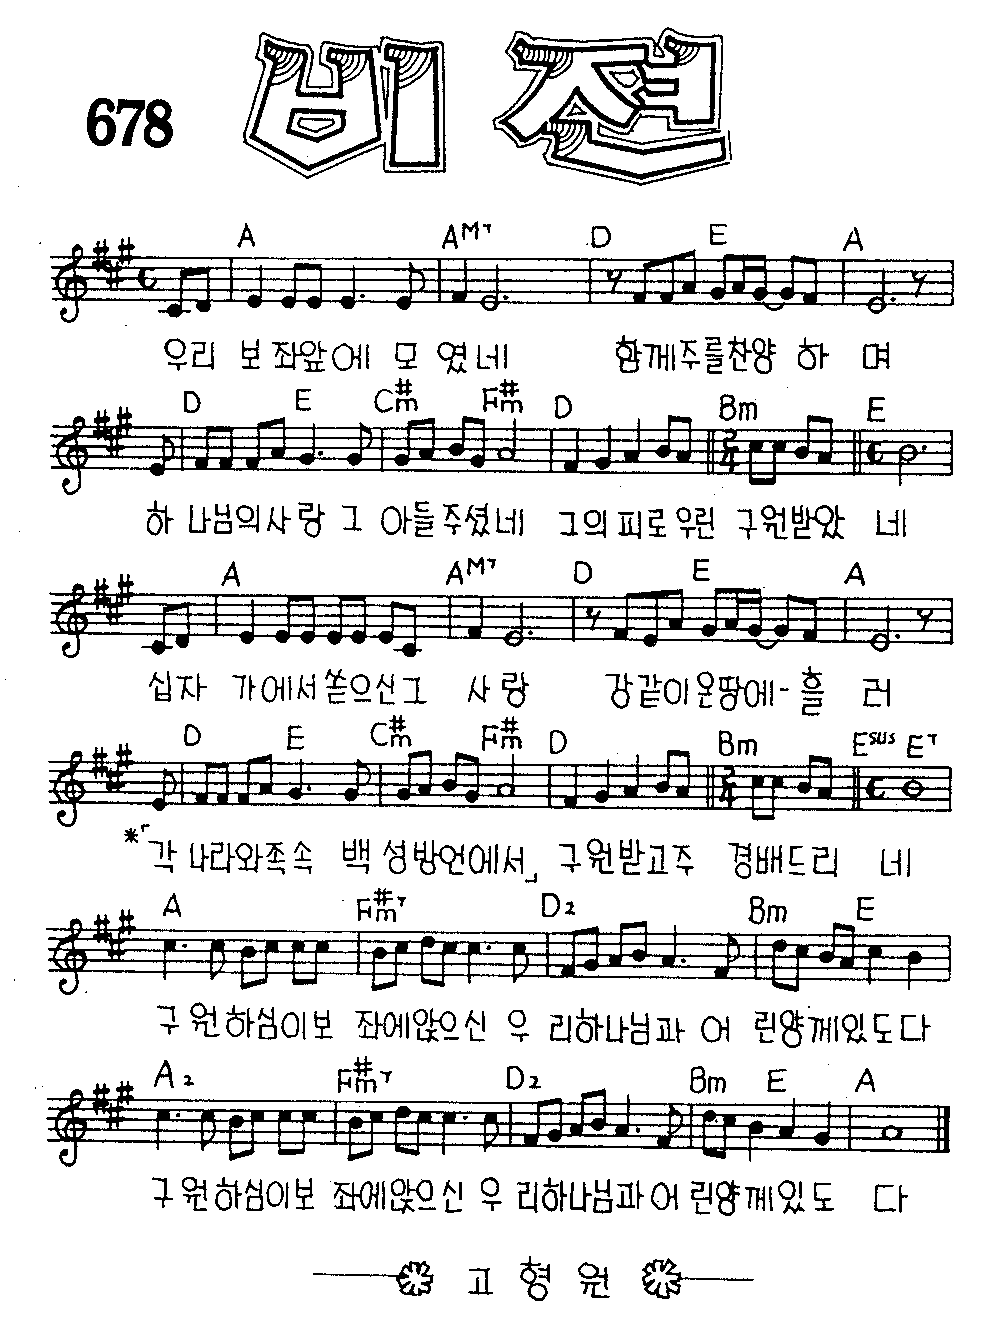 비전
678
A AM7 D E A
우리 보좌앞에 모였네 함께주를찬양 하 며
D E C#m F#m D Bm E
하 나님의사랑 그 아들주셨네 그의피로우린 구원받았 네
A AM7 D E A
십자 가에서쏟으신그 사랑 강같이온땅에-흘 러
D E C#m F#m D Bm Esus E7
*「각 나라와족속 백성방언에서」 구원받고주 경배드리 네
A F#m7 D2 Bm E
구원하심이보 좌에앉으신 우 리하나님과 어 린양께있도다
A2 F#m7 D2 Bm E A
구원하심이보 좌에앉으신 우 리하나님과어 린양께있도 다
고 형 원